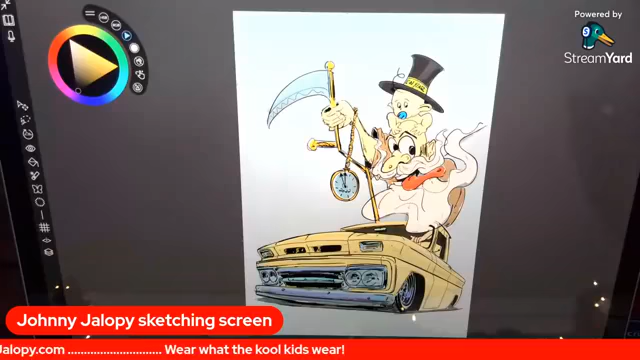 Powered by
StreamYard
Johnny Jalopy sketching screen
Jalopy.com ............................ Wear what the kool kids wear!